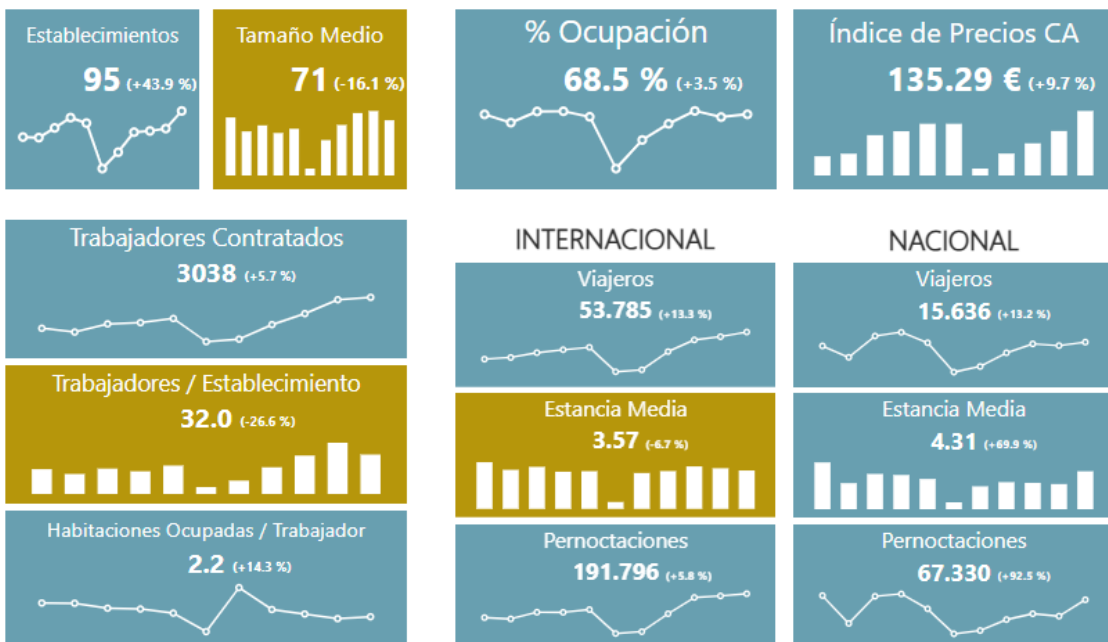 Establecimientos
95 (+43.9 %)
Tamaño Medio
71 (-16.1 %)
% Ocupación
68.5 % (+3.5 %)
Índice de Precios CA
135.29 € (+9.7 %)
Trabajadores Contratados
3038 (+5.7 %)
Trabajadores / Establecimiento
32.0 (-26.6 %)
Habitaciones Ocupadas / Trabajador
2.2 (+14.3 %)
INTERNACIONAL
Viajeros
53.785 (+13.3 %)
Estancia Media
3.57 (-6.7 %)
Pernoctaciones
191.796 (+5.8 %)
NACIONAL
Viajeros
15.636 (+13.2 %)
Estancia Media
4.31 (+69.9 %)
Pernoctaciones
67.330 (+92.5 %)